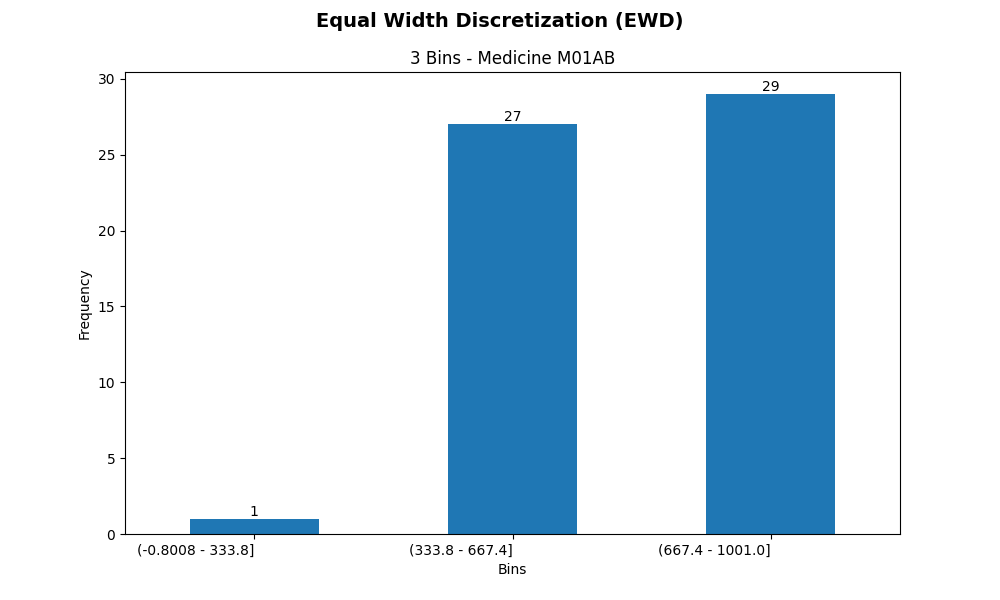 Equal Width Discretization (EWD)
3 Bins - Medicine M01AB
30
25
20
15
10
5
0
Frequency
1
27
29
(-0.8008 - 333.8]
(333.8 - 667.4]
(667.4 - 1001.0]
Bins